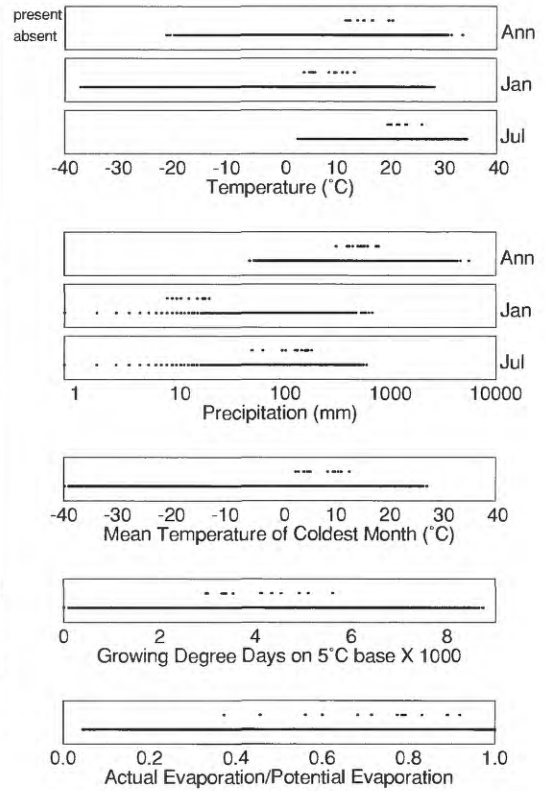 present
absent
Ann
Jan
Jul
-40 -30 -20 -10 0 10 20 30 40
Temperature (˚C)
Ann
Jan
Jul
1 10 100 1000 10000
Precipitation (mm)
-40 -30 -20 -10 0 10 20 30 40
Mean Temperature of Coldest Month (˚C)
0 2 4 6 8
Growing Degree Days on 5˚C base X 1000
0.0 0.2 0.4 0.6 0.8 1.0
Actual Evaporation/Potential Evaporation